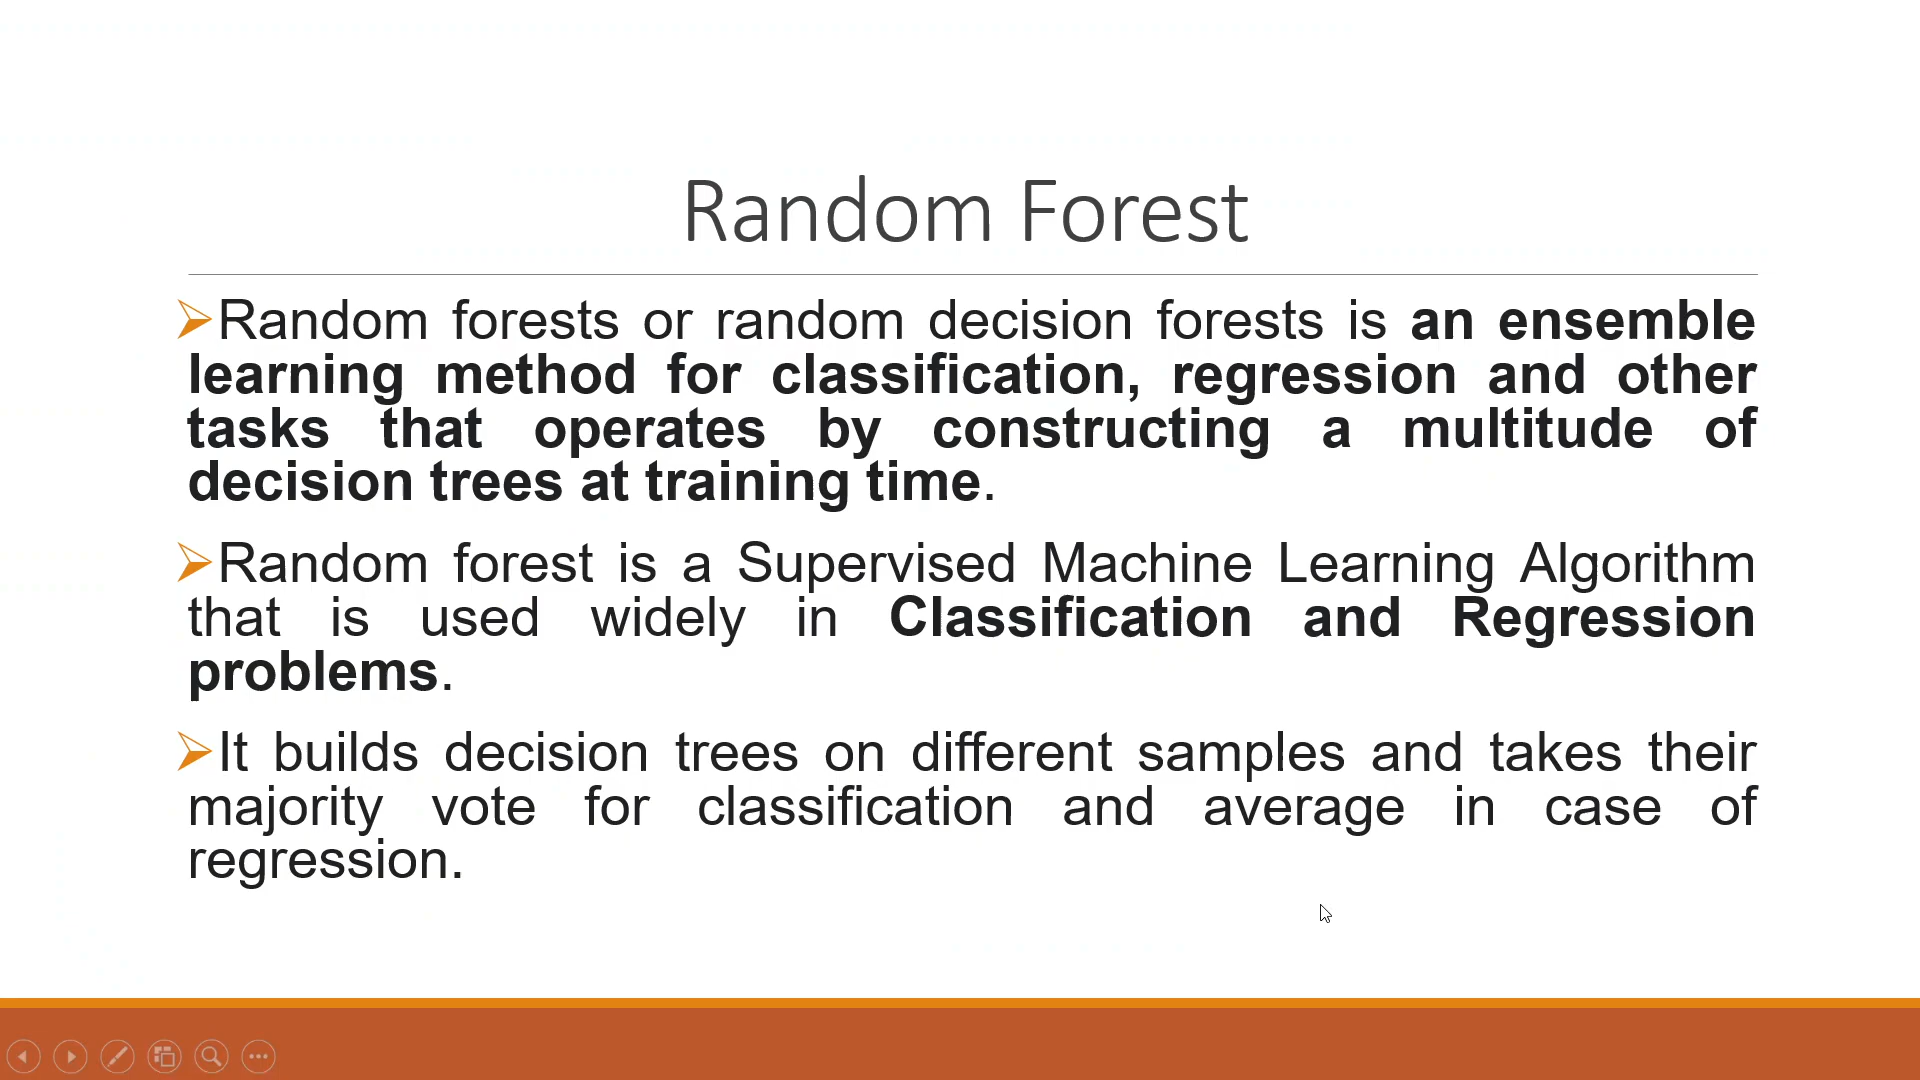 Random Forest
Random forests or random decision forests is an ensemble
learning method for classification, regression and other
tasks that operates by constructing a multitude of
decision trees at training time.
Random forest is a Supervised Machine Learning Algorithm
that is used widely in Classification and Regression
problems.
It builds decision trees on different samples and takes their
majority vote for classification and average in case of
regression.